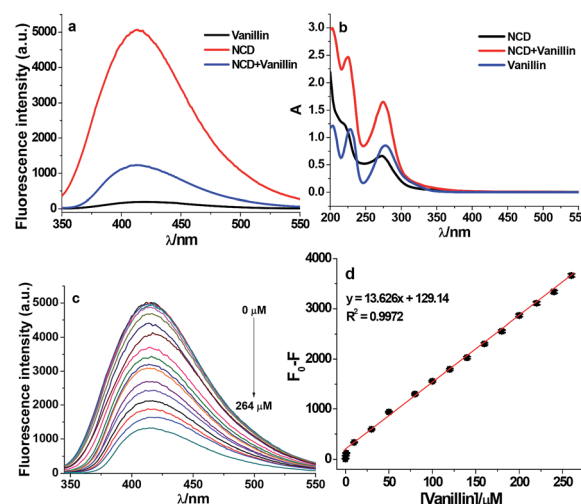 a
Vanillin
NCD
NCD+Vanillin
Fluorescence intensity (a.u.)
5000
4000
3000
2000
1000
0
350 400 450 500 550
λ/nm
b
NCD
NCD+Vanillin
Vanillin
A
3.0
2.5
2.0
1.5
1.0
0.5
0.0
200 250 300 350 400 450 500 55
λ/nm
c
0 μM
264 μM
Fluorescence intensity (a.u.)
5000
4000
3000
2000
1000
0
350 400 450 500 550
λ/nm
d
y = 13.626x + 129.14
R² = 0.9972
F₀-F
4000
3000
2000
1000
0
0 50 100 150 200 250
[Vanillin]/μM